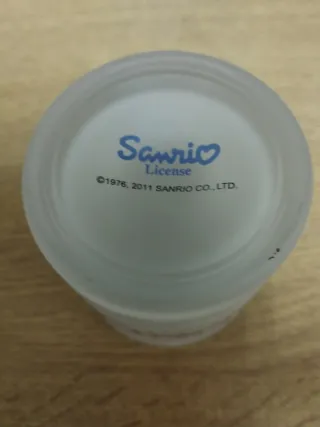 Sanrio
License
©1976, 2011 SANRIO CO., LTD.